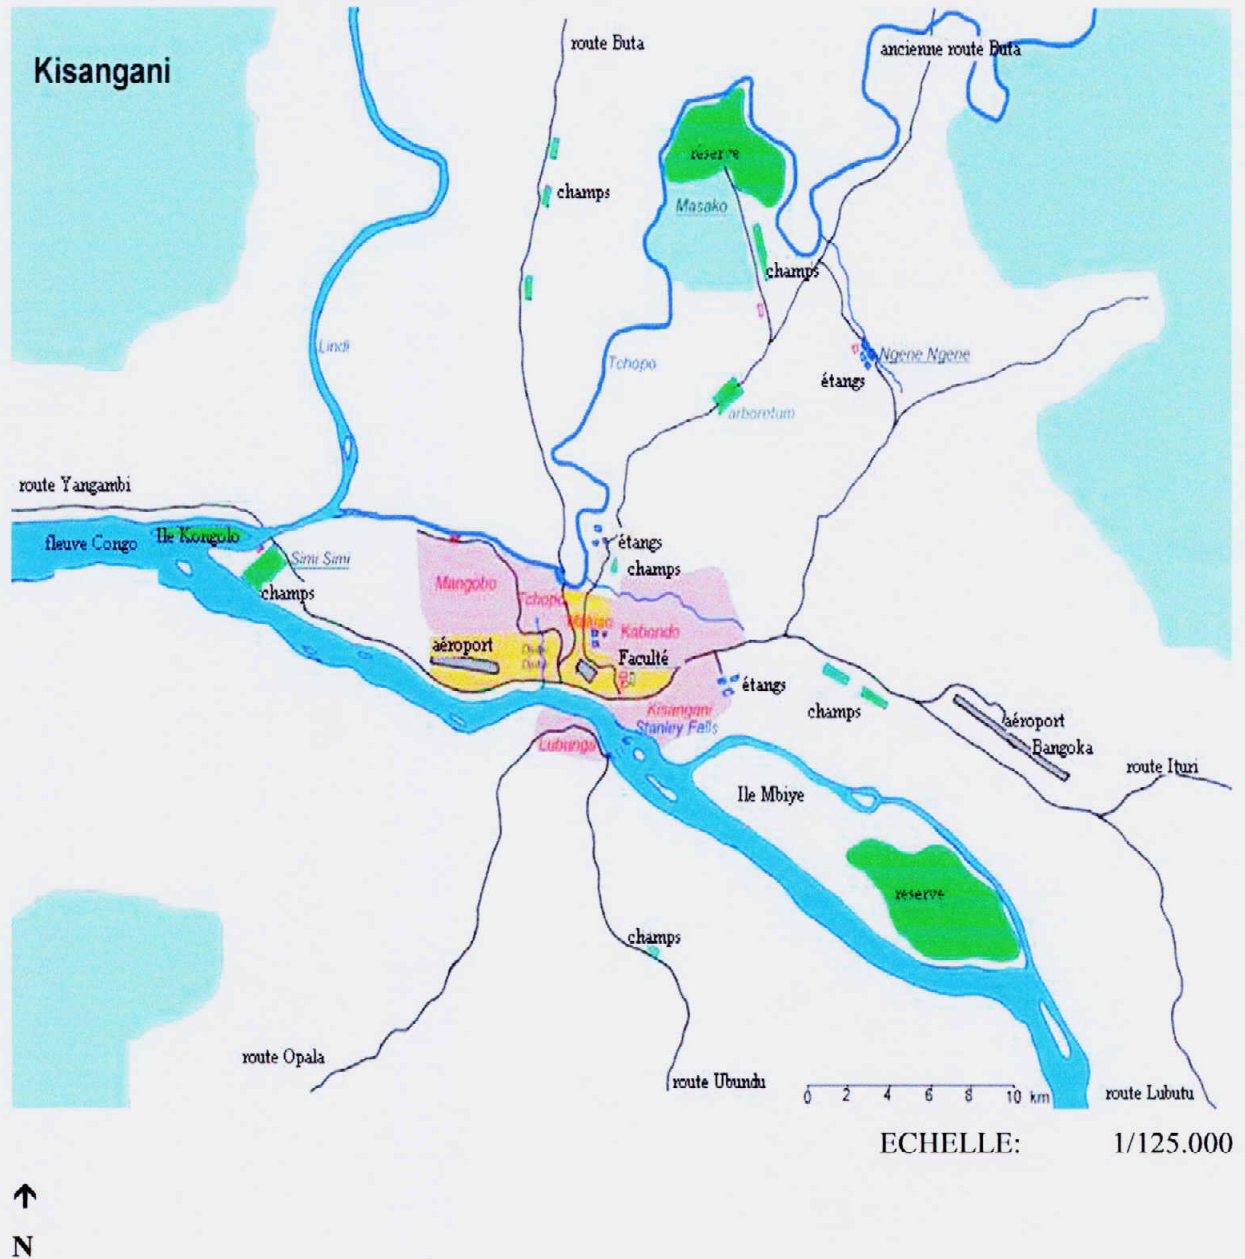 route Buta
ancienne route Buta
Kisangani
réserve
champs
Masako
champs
Lindi
Tchopo
Ngene Ngene
étangs
arboretum
route Yangambi
fleuve Congo
Ile Kongolo
étangs
Simi Simi
champs
champs
Mangobo
Tchopo
Makiso
Kabondo
aéroport
Faculté
étangs
champs
Kisangani
Stanley Falls
aéroport
Bangoka
Lubunga
route Ituri
Ile Mbiye
reserve
champs
route Opala
route Ubundu
0 2 4 6 8 10 km
route Lubutu
ECHELLE: 1/125.000
N